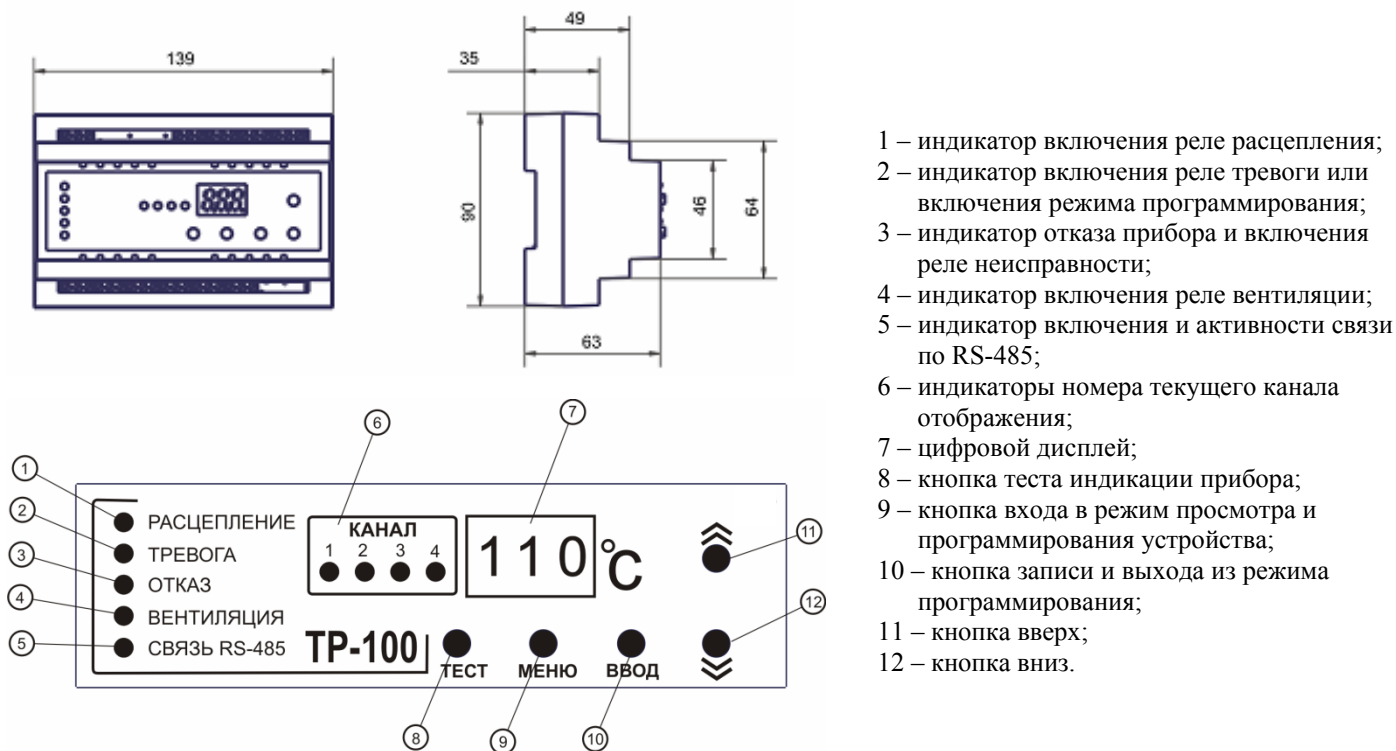 139
49
35
90
46
64
63
1 – индикатор включения реле расцепления;
2 – индикатор включения реле тревоги или
включения режима программирования;
3 – индикатор отказа прибора и включения
реле неисправности;
4 – индикатор включения реле вентиляции;
5 – индикатор включения и активности связи
по RS-485;
6 – индикаторы номера текущего канала
отображения;
7 – цифровой дисплей;
8 – кнопка теста индикации прибора;
9 – кнопка входа в режим просмотра и
программирования устройства;
10 – кнопка записи и выхода из режима
программирования;
11 – кнопка вверх;
12 – кнопка вниз.
6
7
1
2
3
4
5
РАСЦЕПЛЕНИЕ
ТРЕВОГА
ОТКАЗ
ВЕНТИЛЯЦИЯ
СВЯЗЬ RS-485
КАНАЛ
1 2 3 4
110 °C
ТР-100
ТЕСТ МЕНЮ ВВОД
11
12
8
9
10